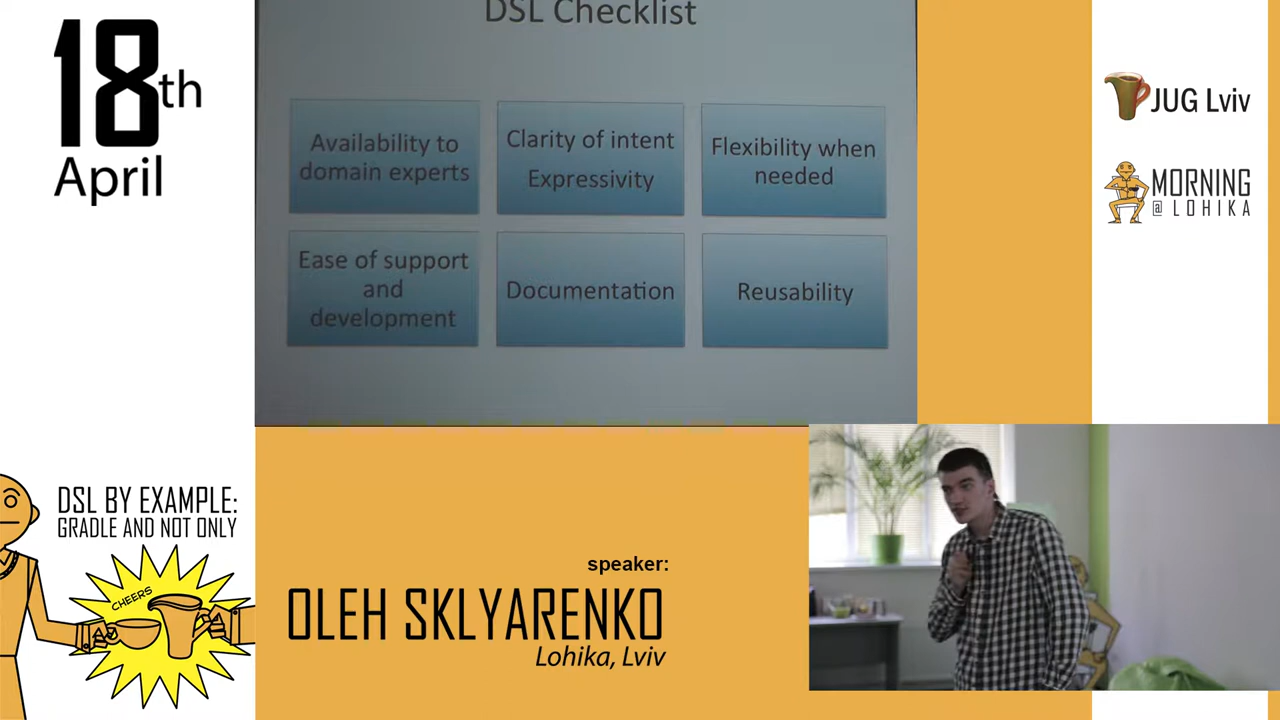 18th
April
DSL Checklist
Availability to
domain experts
Clarity of intent
Expressivity
Flexibility when
needed
Ease of support
and
development
Documentation
Reusability
JUG Lviv
MORNING
@ LOHIKA
DSL BY EXAMPLE:
GRADLE AND NOT ONLY
CHEERS
speaker:
OLEH SKLYARENKO
Lohika, Lviv